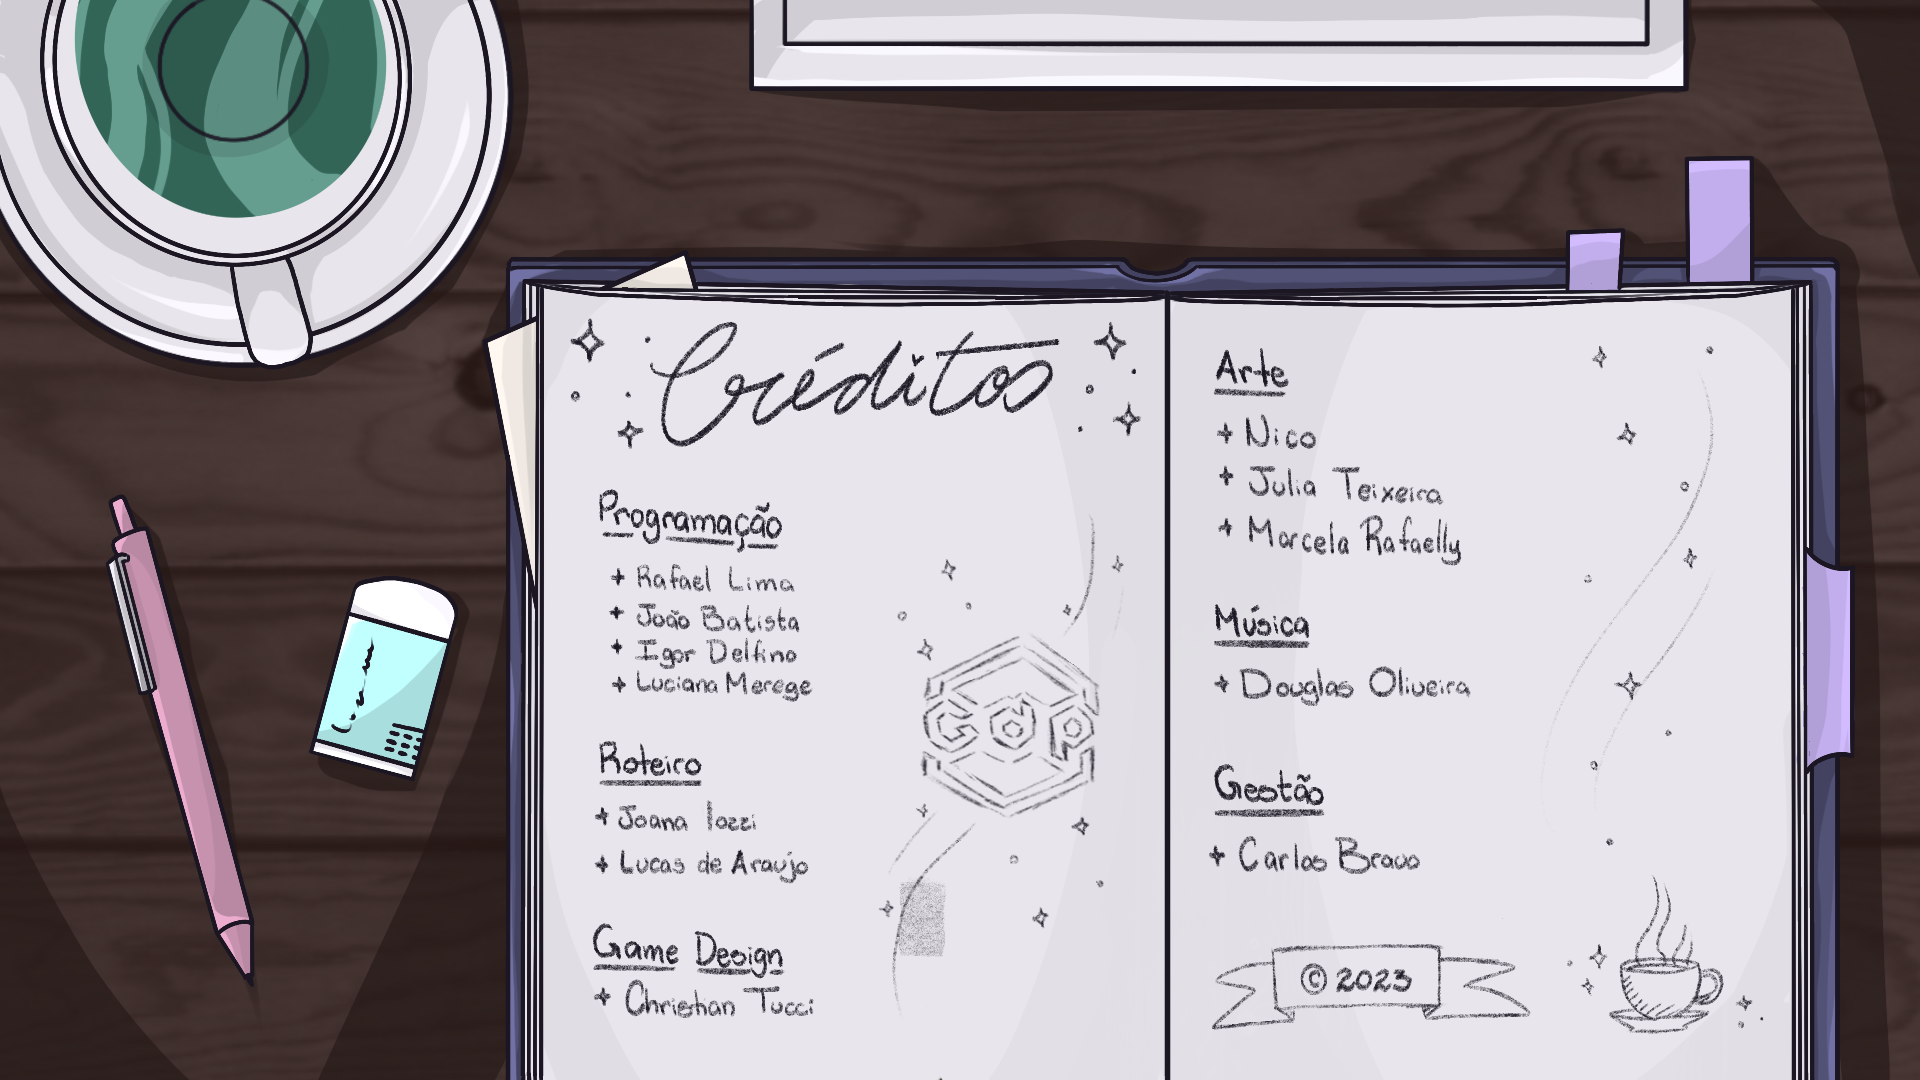 Créditos
Programação
+ Rafael Lima
+ João Batista
+ Igor Delfino
+ Luciana Merege
Roteiro
+ Joana Iozzi
+ Lucas de Araujo
Game Design
+ Christian Tucci
GDP
Arte
+ Nico
+ Julia Teixeira
+ Marcela Rafaelly
Música
+ Douglas Oliveira
Gestão
+ Carlos Bravo
© 2023